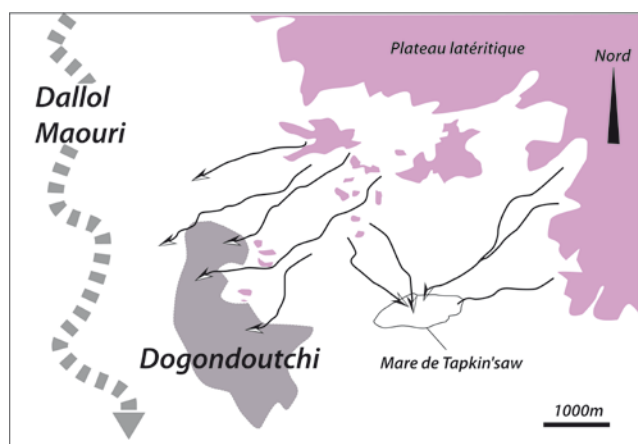 Plateau latéritique
Nord
Dallol
Maouri
Dogondoutchi
Mare de Tapkin'saw
1000m